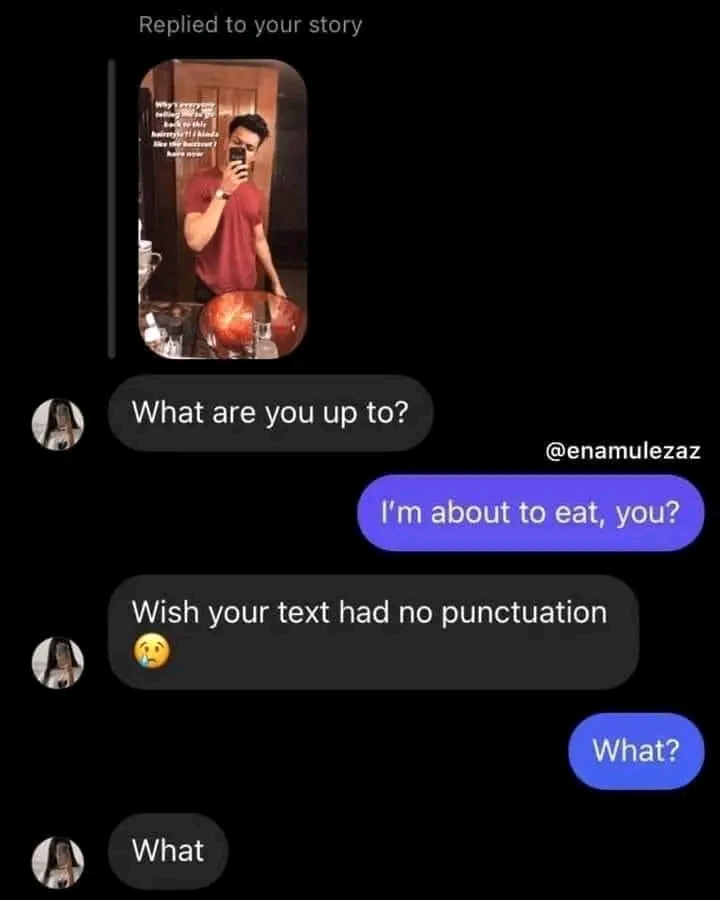 Replied to your story
Why's everyone
telling me to go
back to this
hairstyle?! I kinda
like the buzzcut I
have now
What are you up to?
@enamulezaz
I'm about to eat, you?
Wish your text had no punctuation
😢
What?
What